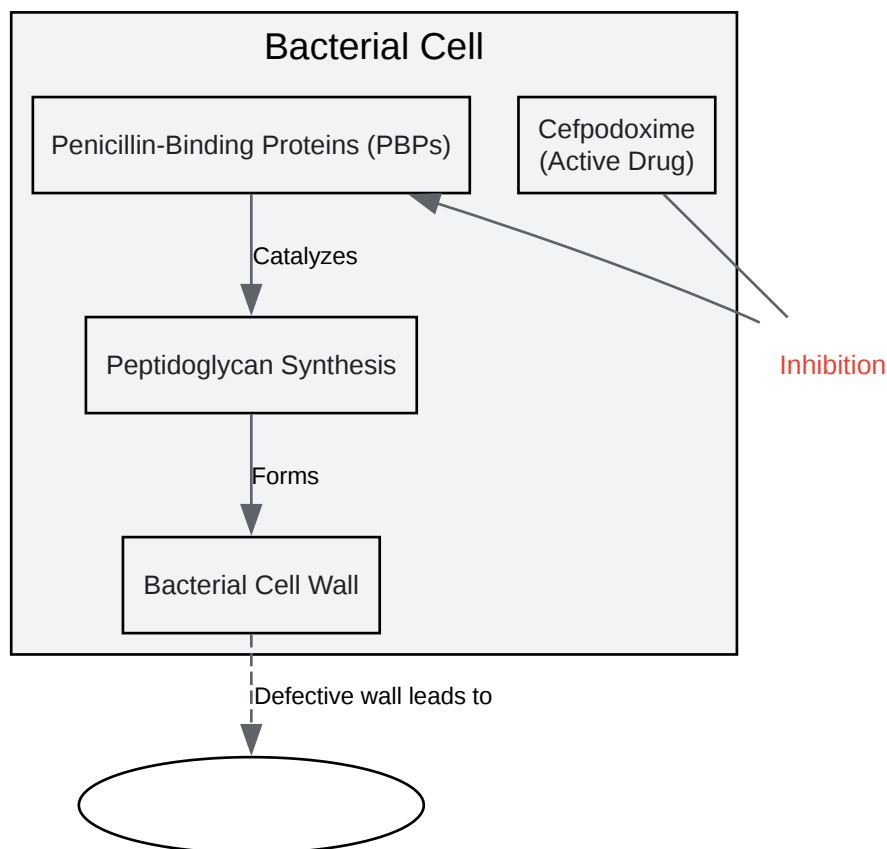 Bacterial Cell
Penicillin-Binding Proteins (PBPs)
Cefpodoxime
(Active Drug)
Catalyzes
Peptidoglycan Synthesis
Inhibition
Forms
Bacterial Cell Wall
Defective wall leads to